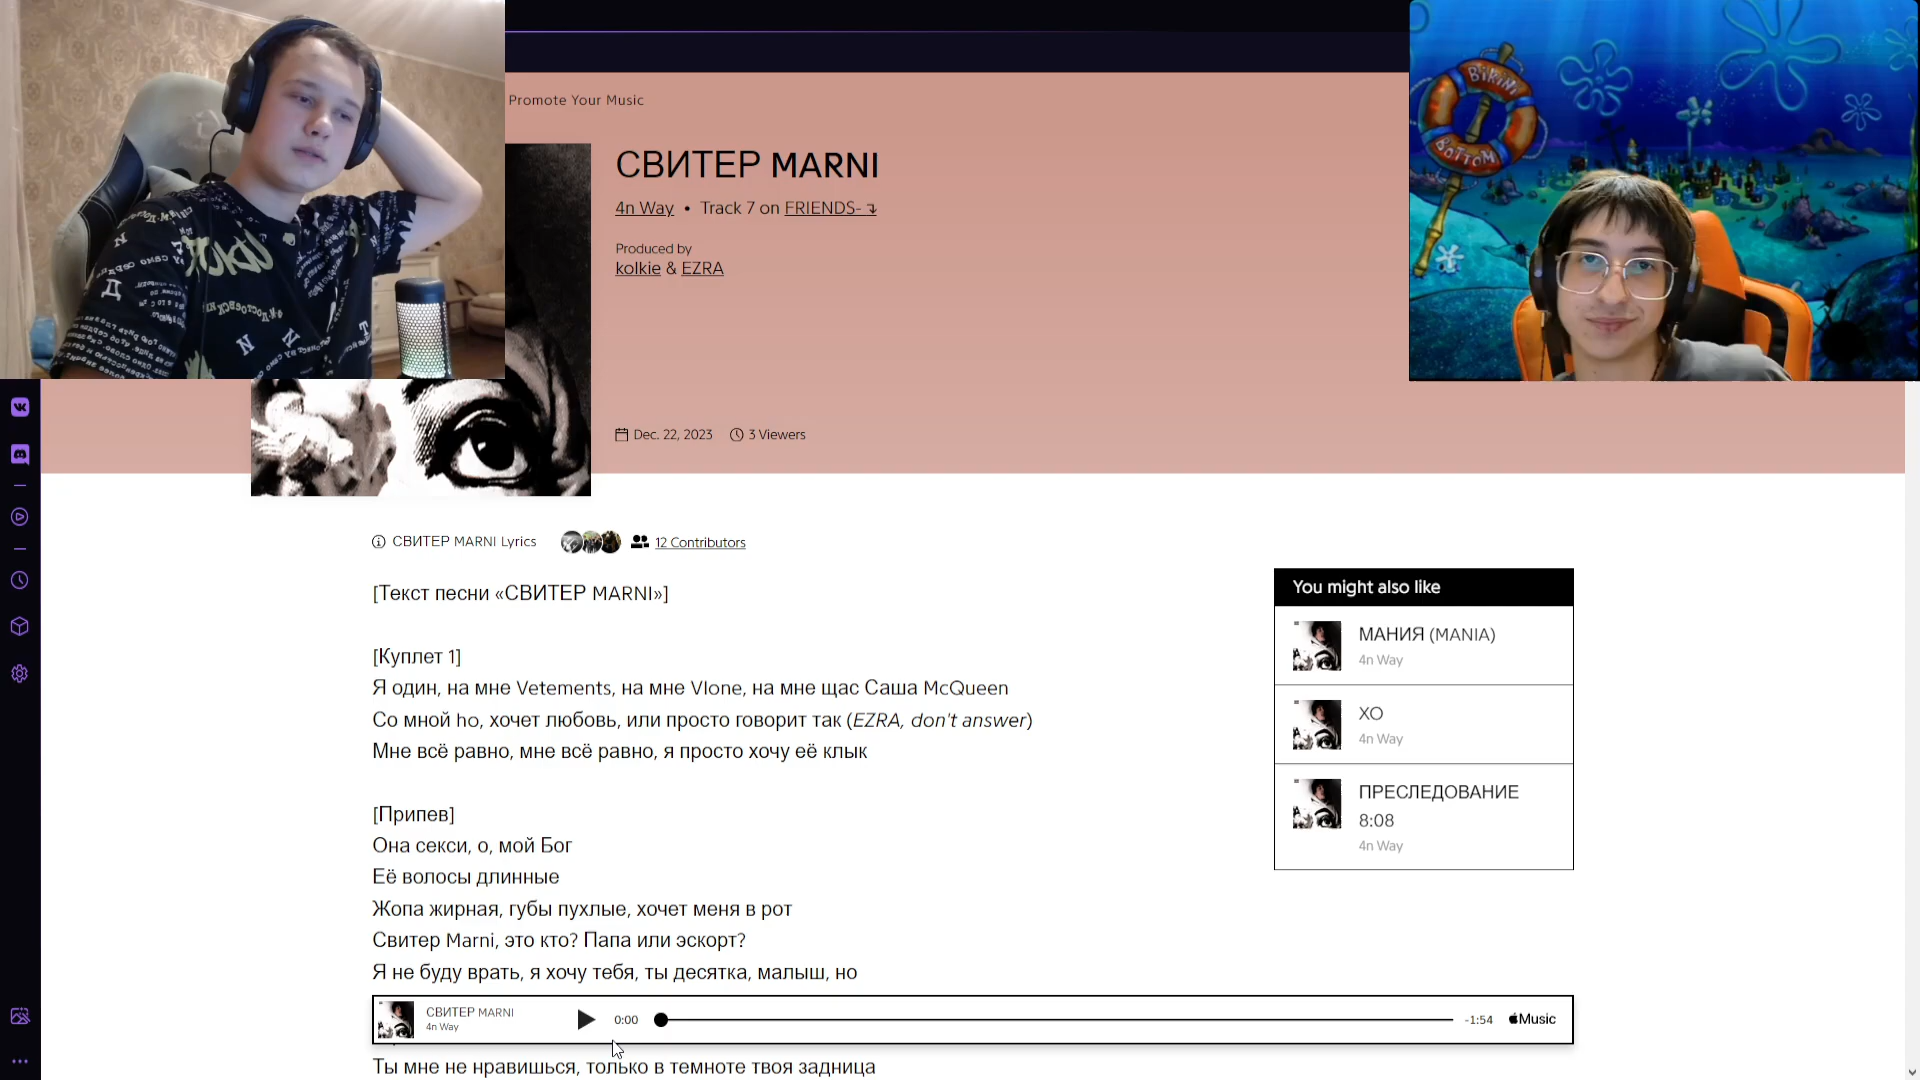 Promote Your Music
BIKINI
BOTTOM
СВИТЕР MARNI
4n Way • Track 7 on FRIENDS- ↴
Produced by
kolkie & EZRA
Dec. 22, 2023 3 Viewers
СВИТЕР MARNI Lyrics 12 Contributors
[Текст песни «СВИТЕР MARNI»]
[Куплет 1]
Я один, на мне Vetements, на мне Vlone, на мне щас Саша McQueen
Со мной ho, хочет любовь, или просто говорит так (EZRA, don't answer)
Мне всё равно, мне всё равно, я просто хочу её клык
[Припев]
Она секси, о, мой Бог
Её волосы длинные
Жопа жирная, губы пухлые, хочет меня в рот
Свитер Marni, это кто? Папа или эскорт?
Я не буду врать, я хочу тебя, ты десятка, малыш, но
You might also like
МАНИЯ (MANIA)
4n Way
XO
4n Way
ПРЕСЛЕДОВАНИЕ
8:08
4n Way
СВИТЕР MARNI
4n Way
0:00
-1:54
Music
Ты мне не нравишься, только в темноте твоя задница